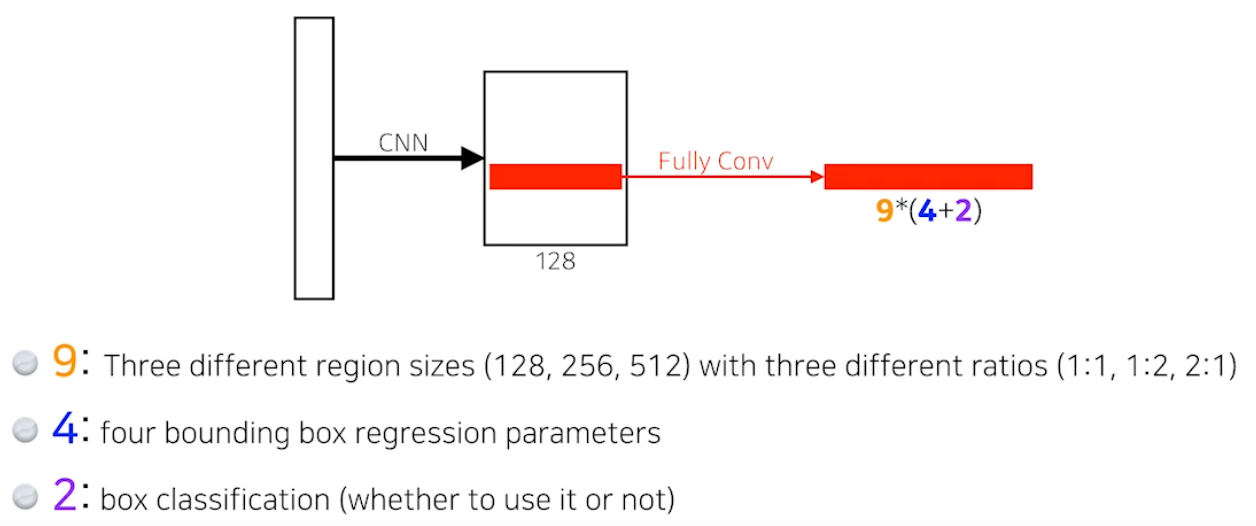 CNN
Fully Conv
9*(4+2)
128
9: Three different region sizes (128, 256, 512) with three different ratios (1:1, 1:2, 2:1)
4: four bounding box regression parameters
2: box classification (whether to use it or not)